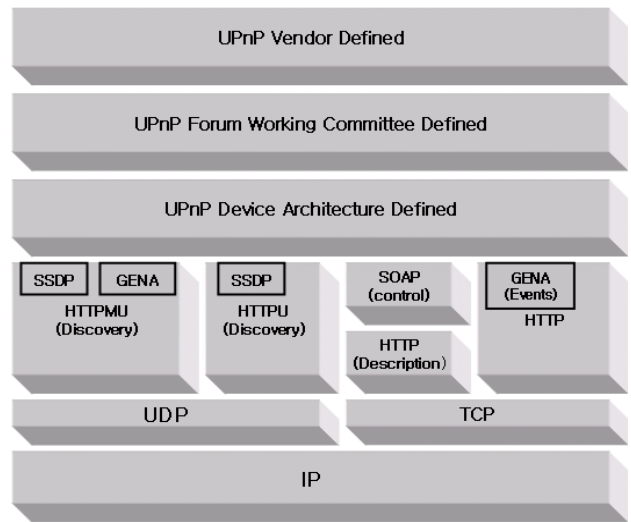 UPnP Vendor Defined
UPnP Forum Working Committee Defined
UPnP Device Architecture Defined
SSDP
GENA
HTTPMU
(Discovery)
SSDP
HTTPU
(Discovery)
SOAP
(control)
HTTP
(Description)
GENA
(Events)
HTTP
UDP
TCP
IP